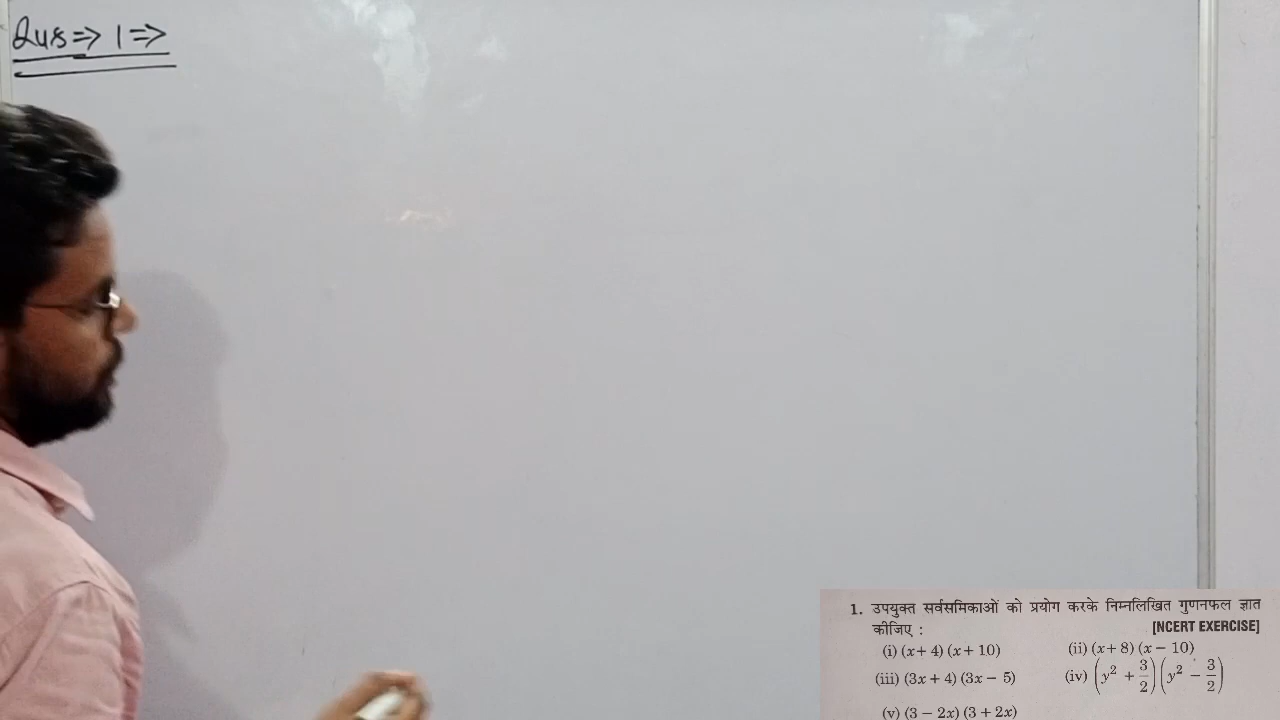 Qus ⇒ 1 ⇒
1. उपयुक्त सर्वसमिकाओं को प्रयोग करके निम्नलिखित गुणनफल ज्ञात
कीजिए : [NCERT EXERCISE]
(i) (x + 4) (x + 10) (ii) (x + 8) (x − 10)
(iii) (3x + 4) (3x − 5) (iv) (y² + 3/2) (y² − 3/2)
(v) (3 − 2x) (3 + 2x)